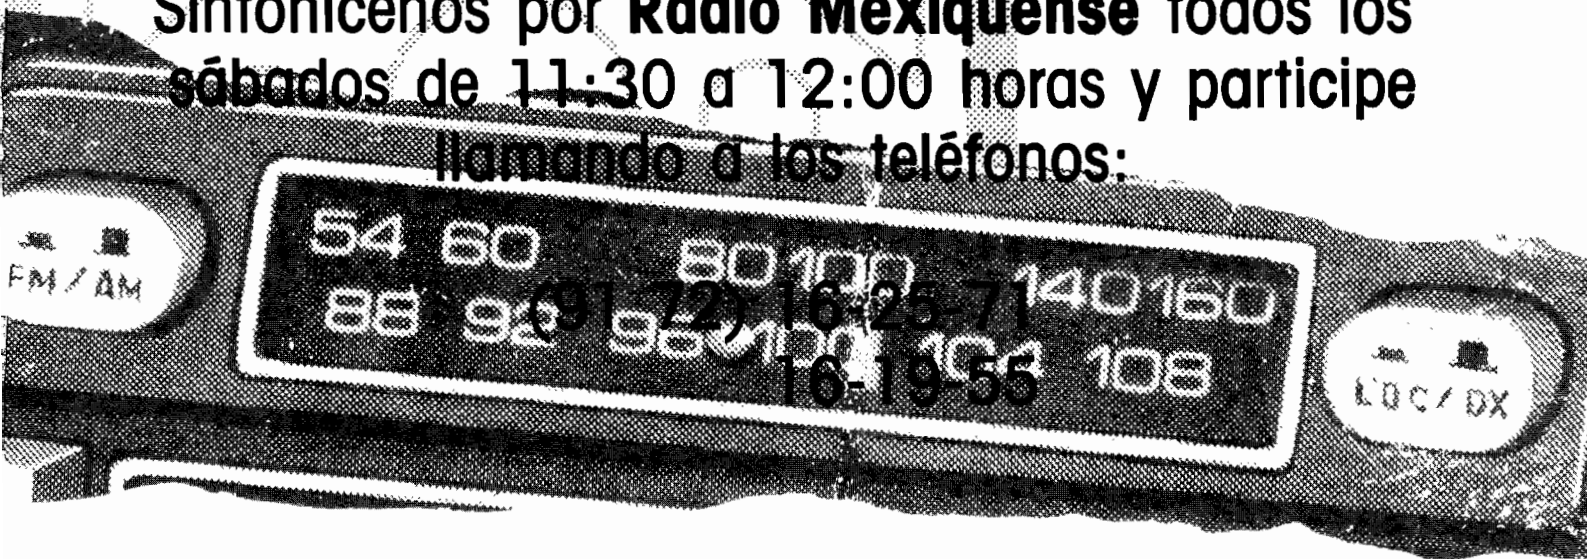 Sintonícenos por Radio Mexiquense todos los
sábados de 11:30 a 12:00 horas y participe
llamando a los teléfonos:
54 60 80 100 140 160
FM/AM
(91 72) 16-25-71
88 92 96 100 104 108
16-19-55
LOC/DX